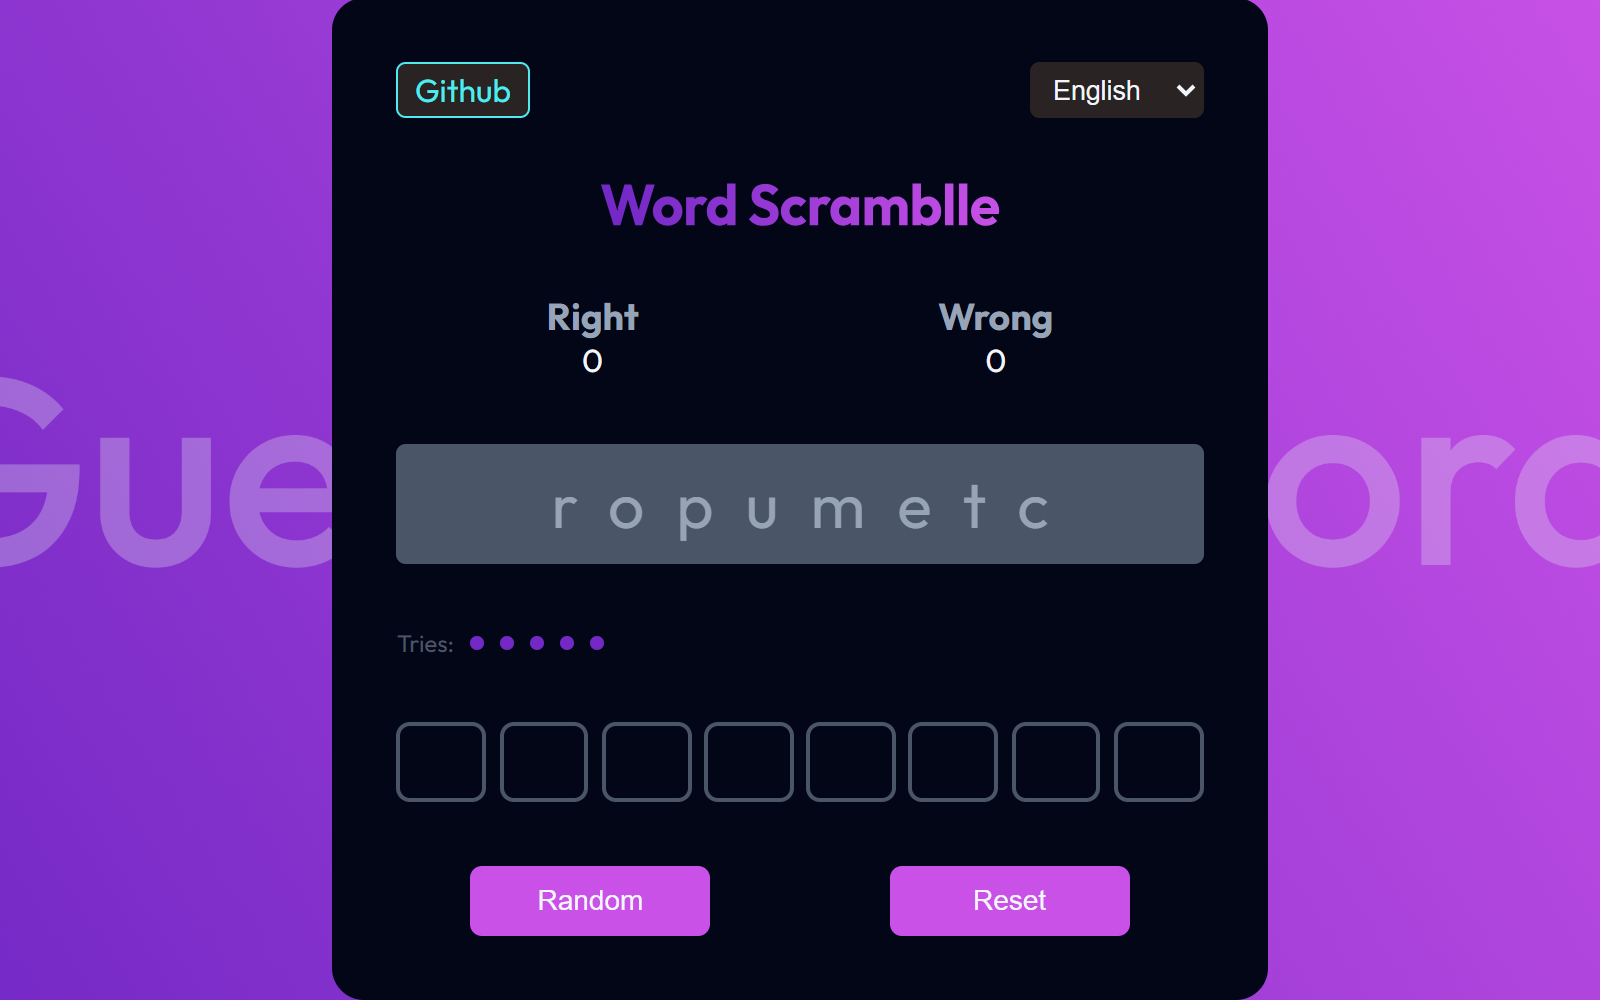 Github
English
Word Scramblle
Right
Wrong
0
0
Gue
ord
r o p u m e t c
Tries:
Random
Reset